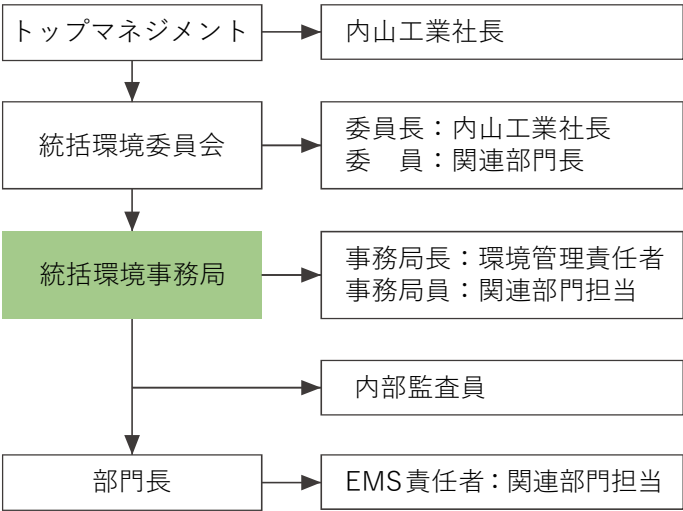 トップマネジメント
内山工業社長
統括環境委員会
委員長：内山工業社長
委　員：関連部門長
統括環境事務局
事務局長：環境管理責任者
事務局員：関連部門担当
内部監査員
部門長
EMS責任者：関連部門担当